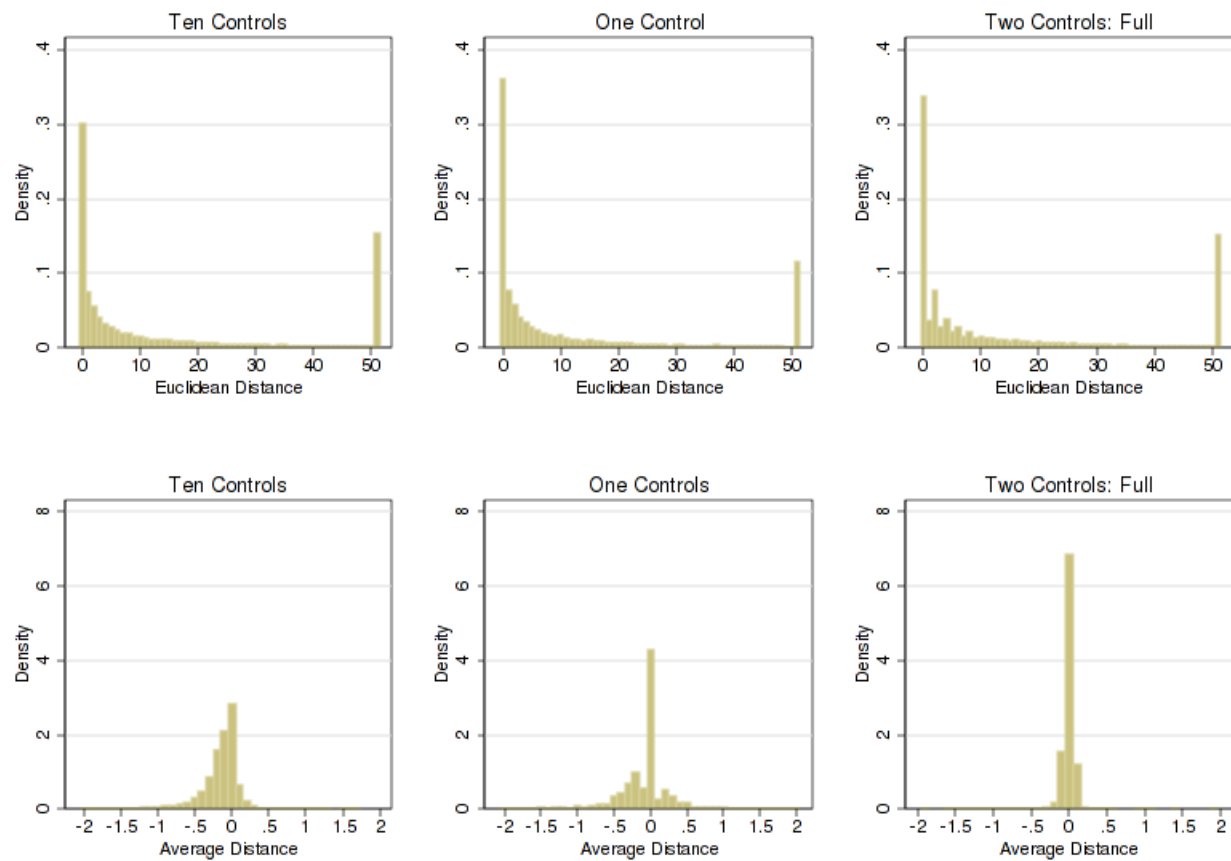 Ten Controls
.4
.3
.2
.1
0
Density
0 10 20 30 40 50
Euclidean Distance
One Control
.4
.3
.2
.1
0
Density
0 10 20 30 40 50
Euclidean Distance
Two Controls: Full
.4
.3
.2
.1
0
Density
0 10 20 30 40 50
Euclidean Distance
Ten Controls
8
6
4
2
0
Density
-2 -1.5 -1 -.5 0 .5 1 1.5 2
Average Distance
One Controls
8
6
4
2
0
Density
-2 -1.5 -1 -.5 0 .5 1 1.5 2
Average Distance
Two Controls: Full
8
6
4
2
0
Density
-2 -1.5 -1 -.5 0 .5 1 1.5 2
Average Distance